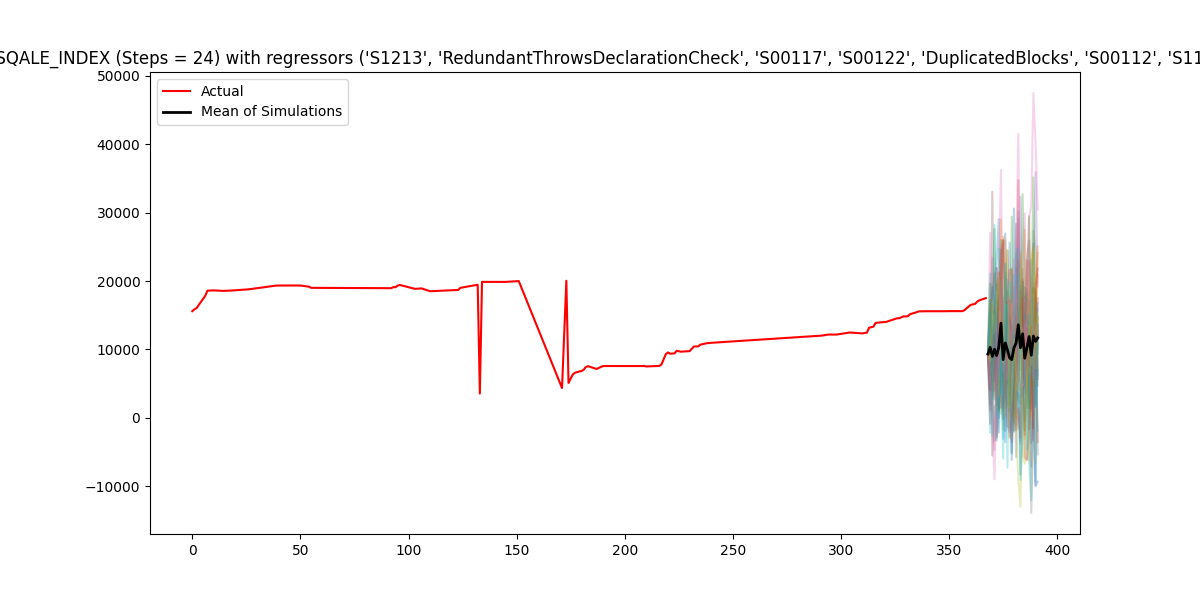 SQALE_INDEX (Steps = 24) with regressors ('S1213', 'RedundantThrowsDeclarationCheck', 'S00117', 'S00122', 'DuplicatedBlocks', 'S00112', 'S11
Actual
Mean of Simulations
50000
40000
30000
20000
10000
0
−10000
0 50 100 150 200 250 300 350 400